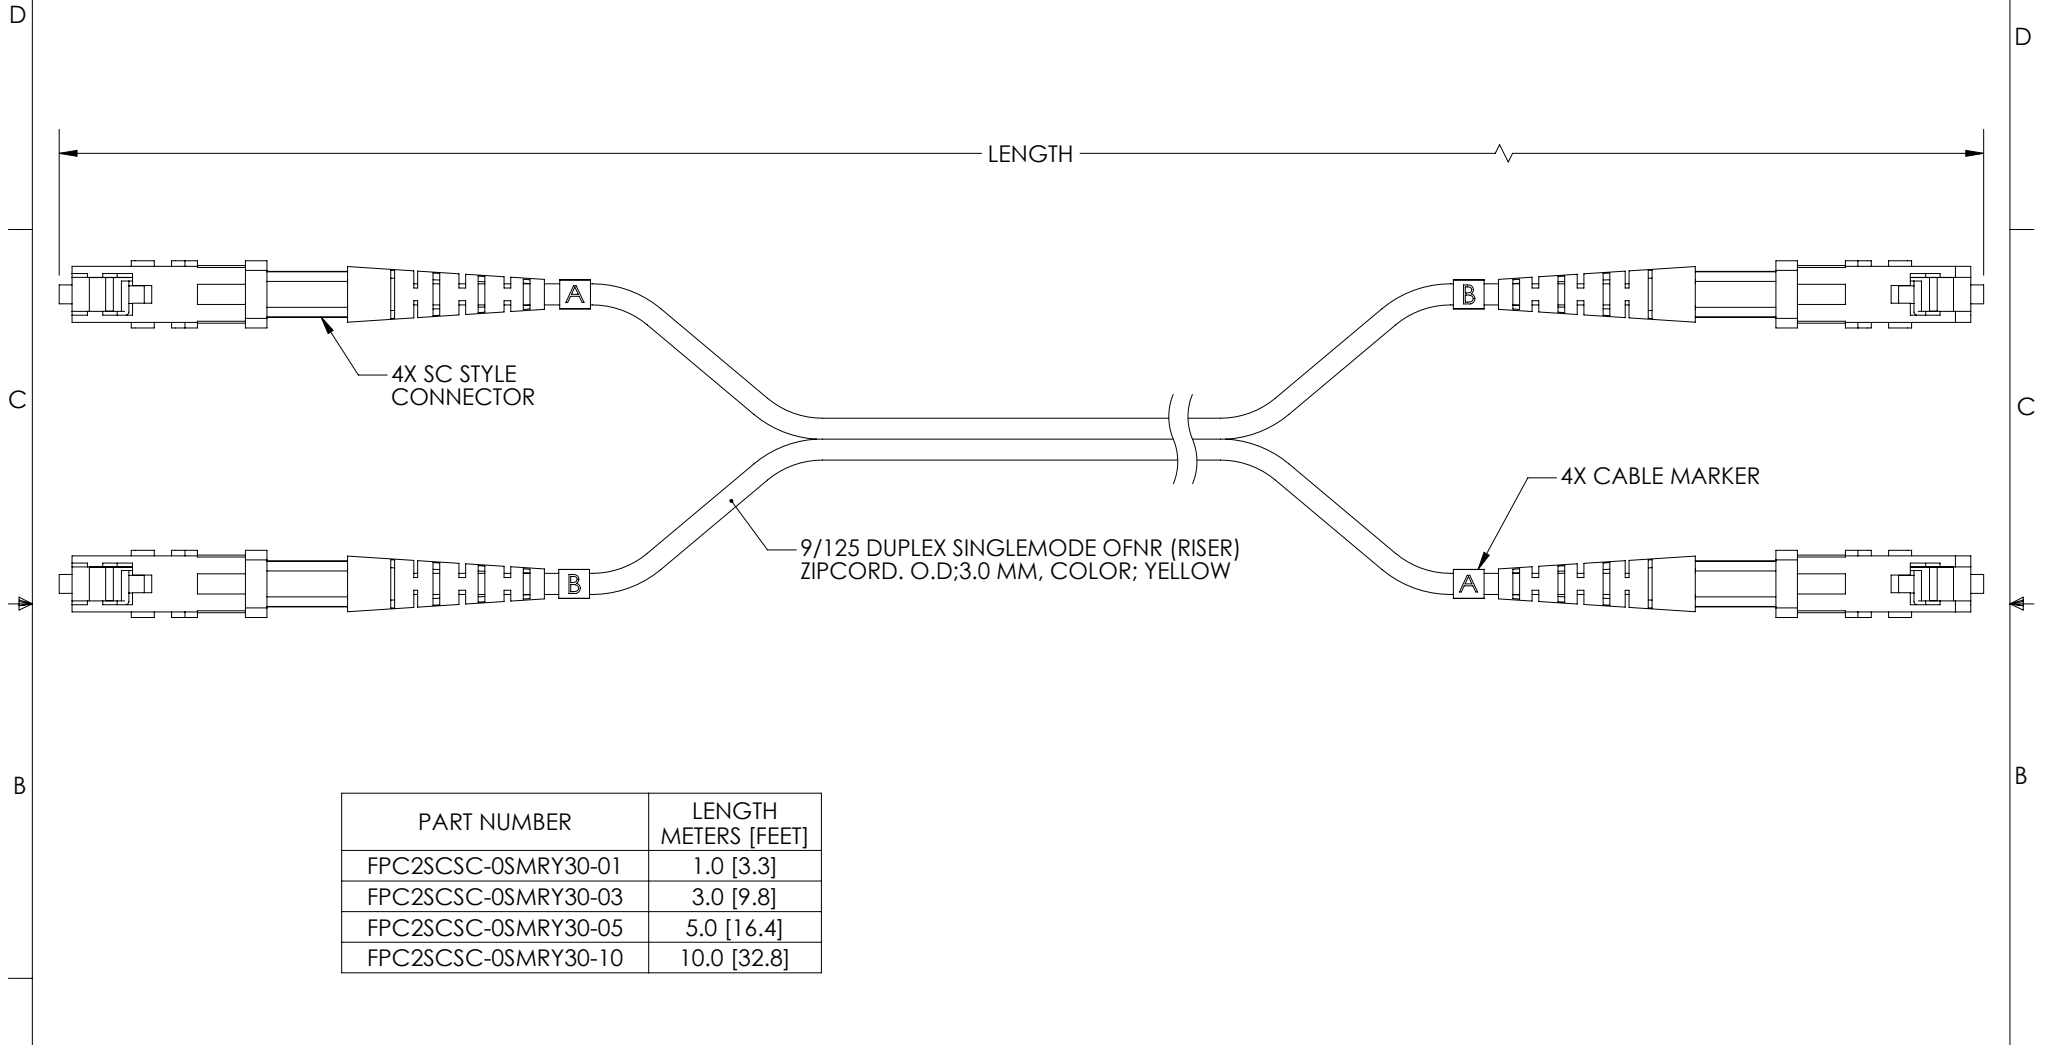 D
D
LENGTH
A
B
4X SC STYLE
CONNECTOR
C
C
4X CABLE MARKER
9/125 DUPLEX SINGLEMODE OFNR (RISER)
ZIPCORD. O.D;3.0 MM, COLOR; YELLOW
B
A
B
B
PART NUMBER
LENGTH
METERS [FEET]
FPC2SCSC-0SMRY30-01 1.0 [3.3]
FPC2SCSC-0SMRY30-03 3.0 [9.8]
FPC2SCSC-0SMRY30-05 5.0 [16.4]
FPC2SCSC-0SMRY30-10 10.0 [32.8]